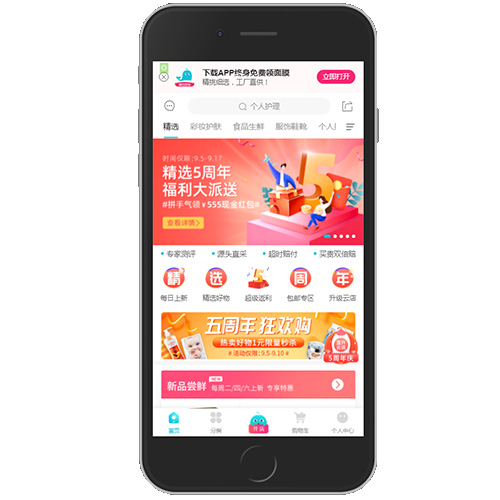 下载APP终身免费领面膜
精挑细选，工厂直供！
立即打开
个人护理
精选 彩妆护肤 食品生鲜 服饰鞋靴 个人
时间仅限：9.5-9.17
精选5周年
福利大派送
#拼手气领￥555现金红包#
查看详情
专家测评 源头直采 超时赔付 买贵双倍赔
精 选 5 周 年
每日上新 精选好物 超级返利 包邮专区 升级云店
五周年 狂欢购
热卖好物1元限量秒杀
#活动仅限：9.5-9.10#
5周年庆
新品尝鲜 NEW 每周二/四/六上新 专享特惠
首页 分类 开店 购物车 个人中心